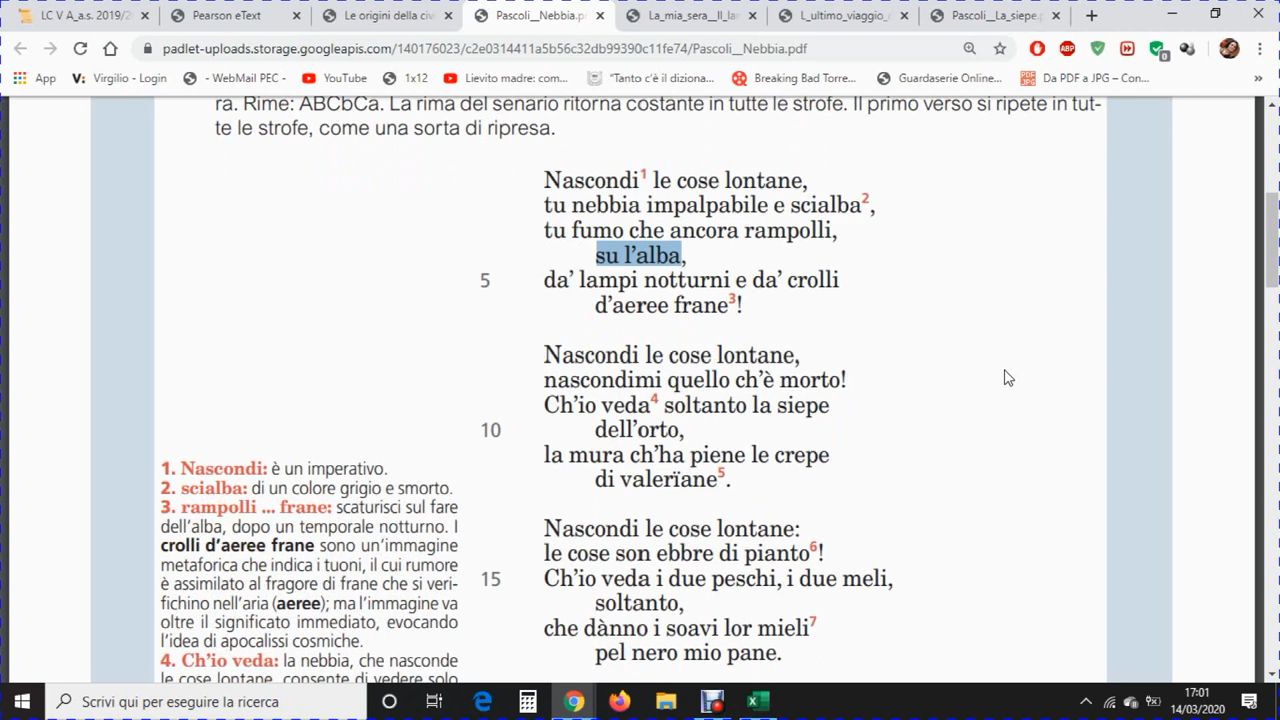 LC V A_a.s. 2019/2
Pearson eText
Le origini della civ
Pascoli__Nebbia.p
La_mia_sera__Il_lar
L_ultimo_viaggio_r
Pascoli__La_siepe.p
padlet-uploads.storage.googleapis.com/140176023/c2e0314411a5b56c32db99390c11fe74/Pascoli__Nebbia.pdf
ABP
0
App
Virgilio - Login
- WebMail PEC -
YouTube
1x12
Lievito madre: com...
"Tanto c'è il diziona...
Breaking Bad Torre...
Guardaserie Online...
Da PDF a JPG – Con...
»
ra. Rime: ABCbCa. La rima del senario ritorna costante in tutte le strofe. Il primo verso si ripete in tut-
te le strofe, come una sorta di ripresa.
Nascondi1 le cose lontane,
tu nebbia impalpabile e scialba2,
tu fumo che ancora rampolli,
su l'alba,
5 da' lampi notturni e da' crolli
d'aeree frane3!
Nascondi le cose lontane,
nascondimi quello ch'è morto!
Ch'io veda4 soltanto la siepe
10 dell'orto,
la mura ch'ha piene le crepe
di valerïane5.
Nascondi le cose lontane:
le cose son ebbre di pianto6!
15 Ch'io veda i due peschi, i due meli,
soltanto,
che dànno i soavi lor mieli7
pel nero mio pane.
1. Nascondi: è un imperativo.
2. scialba: di un colore grigio e smorto.
3. rampolli ... frane: scaturisci sul fare
dell'alba, dopo un temporale notturno. I
crolli d'aeree frane sono un'immagine
metaforica che indica i tuoni, il cui rumore
è assimilato al fragore di frane che si veri-
fichino nell'aria (aeree); ma l'immagine va
oltre il significato immediato, evocando
l'idea di apocalissi cosmiche.
4. Ch'io veda: la nebbia, che nasconde
le cose lontane, consente di vedere solo
Scrivi qui per eseguire la ricerca
17:01
14/03/2020